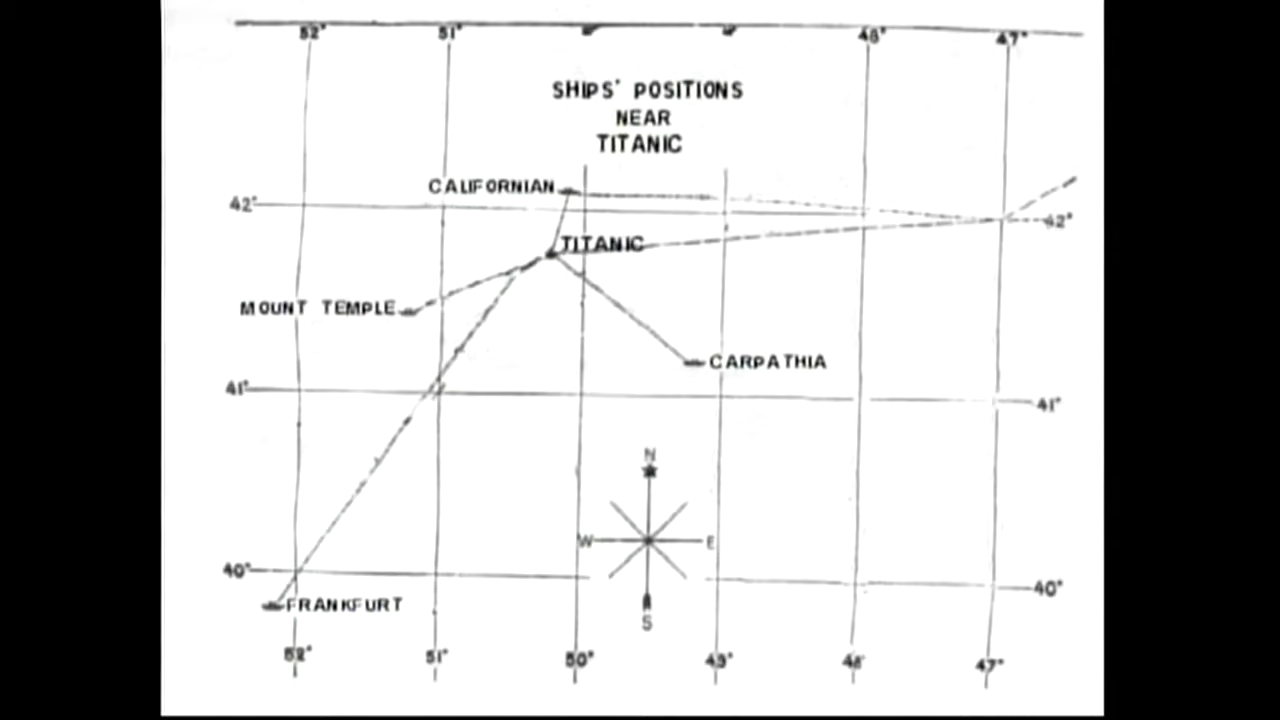 52° 51° 48° 47°
SHIPS' POSITIONS
NEAR
TITANIC
CALIFORNIAN
42° 42°
TITANIC
MOUNT TEMPLE
CARPATHIA
41° 41°
N
W E
40° 40°
FRANKFURT
S
52° 51° 50° 49° 48° 47°